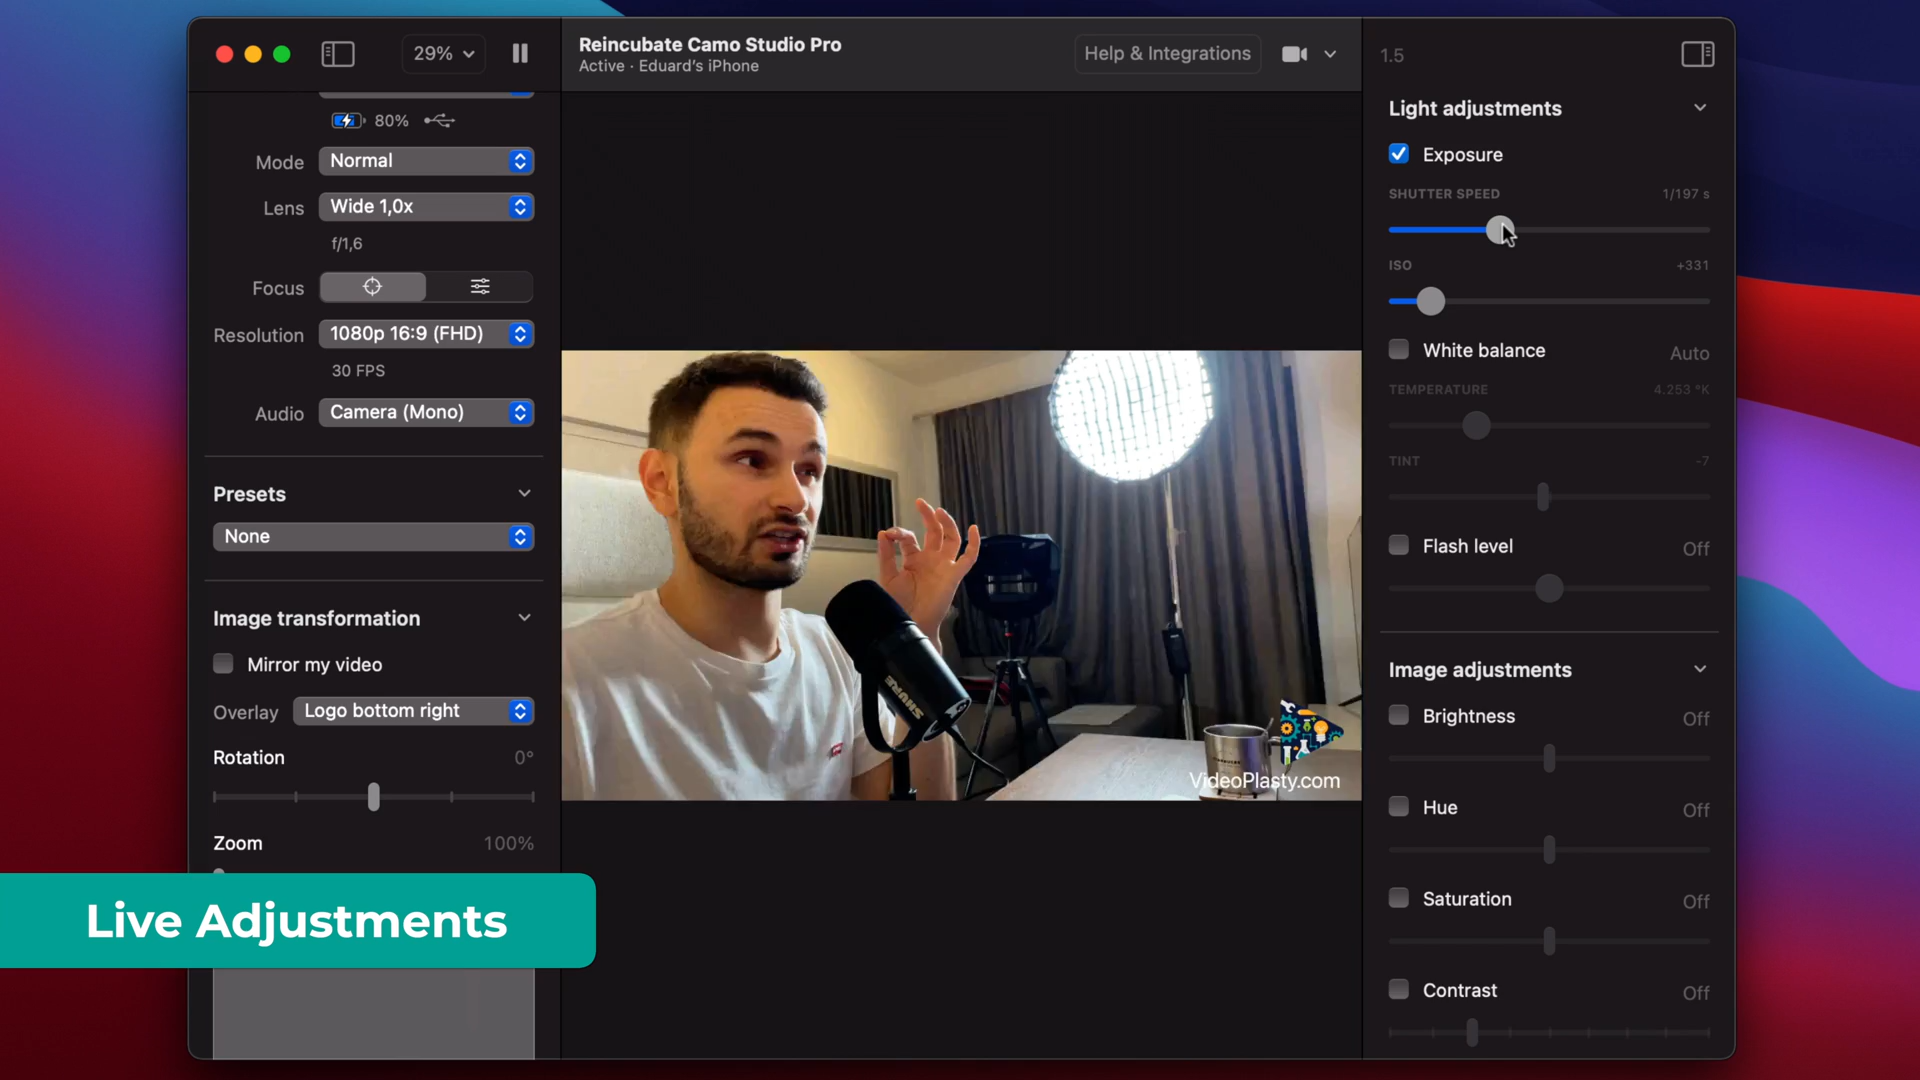 29%
Reincubate Camo Studio Pro
Active · Eduard's iPhone
Help & Integrations
1.5
80%
Mode Normal
Lens Wide 1,0x
f/1,6
Focus
Resolution 1080p 16:9 (FHD)
30 FPS
Audio Camera (Mono)
Presets
None
Image transformation
Mirror my video
Overlay Logo bottom right
Rotation 0°
Zoom 100%
Live Adjustments
SHURE
VideoPlasty.com
Light adjustments
Exposure
SHUTTER SPEED 1/197 s
ISO +331
White balance Auto
TEMPERATURE 4.253 °K
TINT -7
Flash level Off
Image adjustments
Brightness Off
Hue Off
Saturation Off
Contrast Off